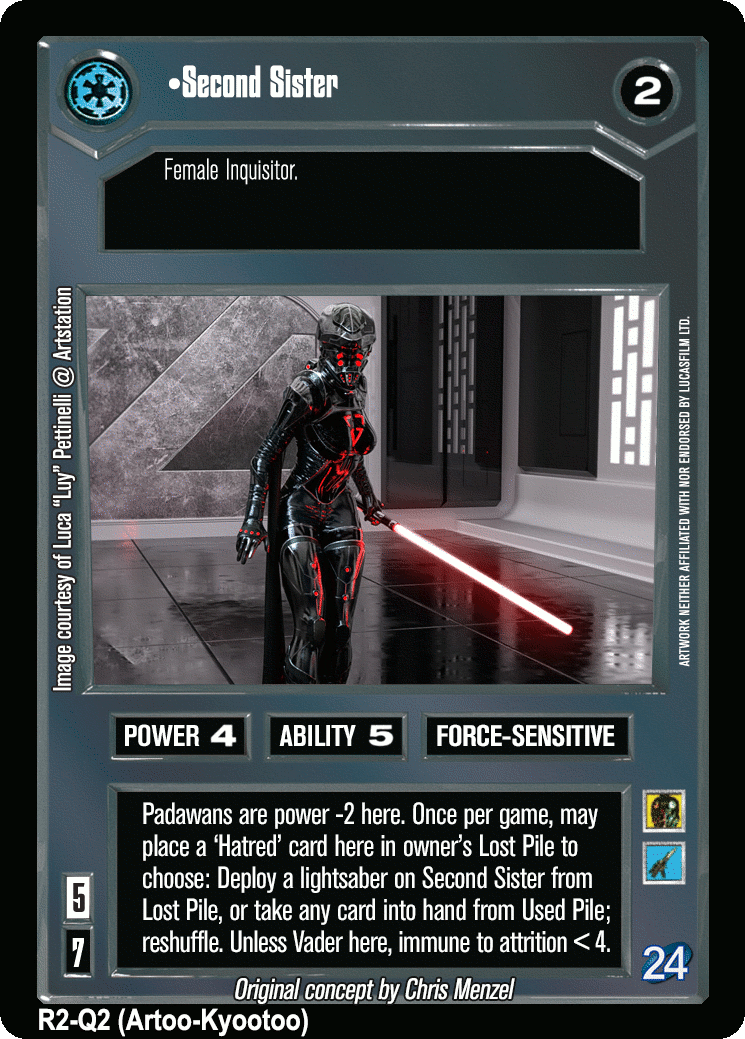 •Second Sister
2
Female Inquisitor.
Image courtesy of Luca "Luy" Pettinelli @ Artstation
ARTWORK NEITHER AFFILIATED WITH NOR ENDORSED BY LUCASFILM LTD.
POWER 4 ABILITY 5 FORCE-SENSITIVE
Padawans are power -2 here. Once per game, may
place a ‘Hatred’ card here in owner’s Lost Pile to
choose: Deploy a lightsaber on Second Sister from
Lost Pile, or take any card into hand from Used Pile;
reshuffle. Unless Vader here, immune to attrition < 4.
5
7
24
Original concept by Chris Menzel
R2-Q2 (Artoo-Kyootoo)